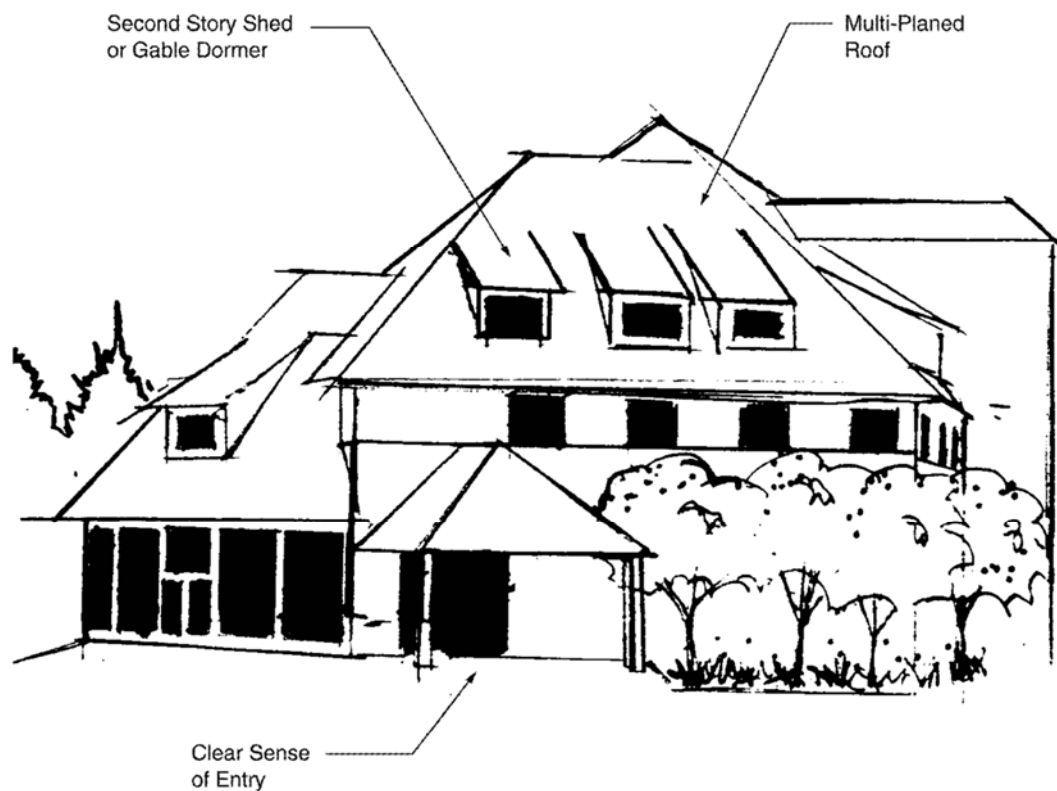 Second Story Shed
or Gable Dormer
Multi-Planed
Roof
Clear Sense
of Entry